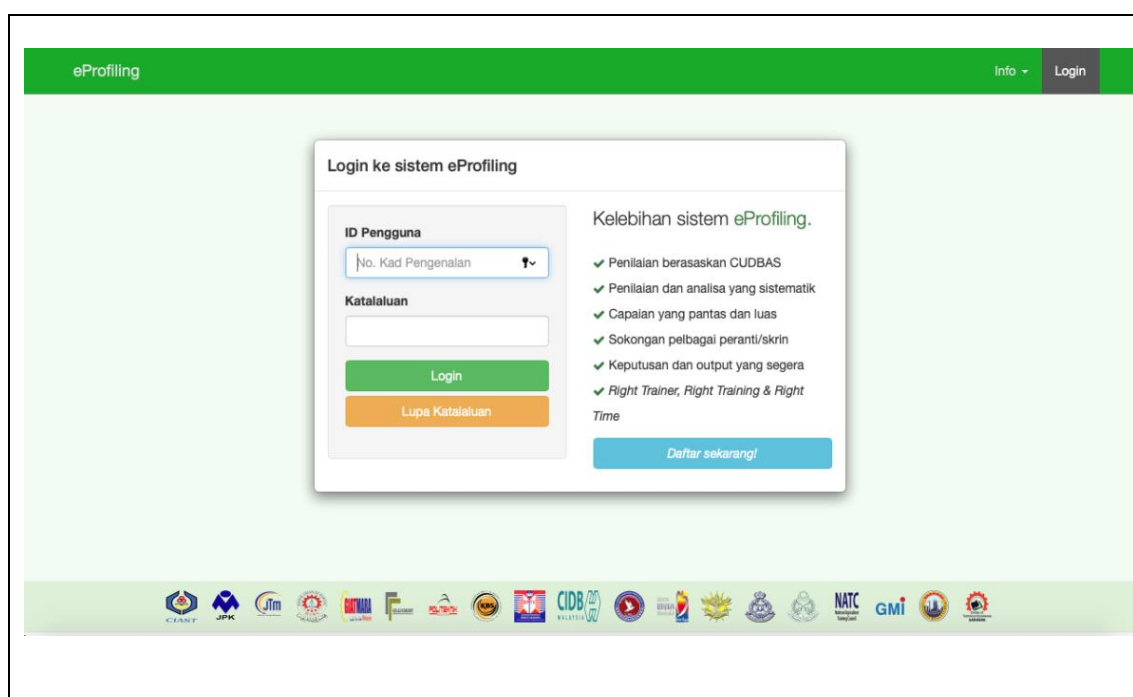 eProfiling
Info
Login
Login ke sistem eProfiling
ID Pengguna
No. Kad Pengenalan
Katalaluan
Login
Lupa Katalaluan
Kelebihan sistem eProfiling.
Penilaian berasaskan CUDBAS
Penilaian dan analisa yang sistematik
Capaian yang pantas dan luas
Sokongan pelbagai peranti/skrin
Keputusan dan output yang segera
Right Trainer, Right Training & Right
Time
Daftar sekarang!
CIAST
JPK
JTm
GIATMARA
POLITEKNIK
CIDB
MALAYSIA
NATC
GMi